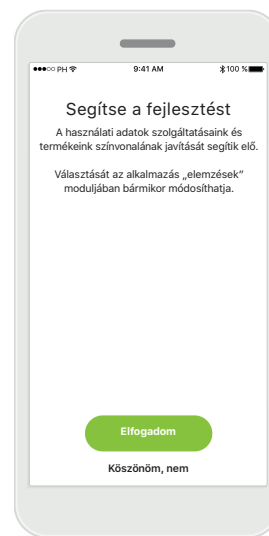 PH 9:41 AM 100 %
Segítse a fejlesztést
A használati adatok szolgáltatásaink és
termékeink színvonalának javítását segítik elő.
Választását az alkalmazás „elemzések”
moduljában bármikor módosíthatja.
Elfogadom
Köszönöm, nem